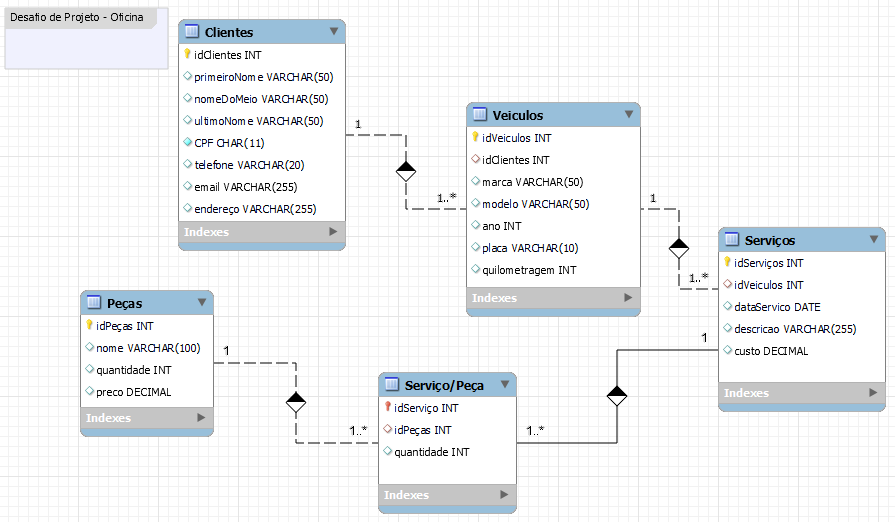 Desafio de Projeto - Oficina
Clientes
idClientes INT
primeiroNome VARCHAR(50)
nomeDoMeio VARCHAR(50)
ultimoNome VARCHAR(50)
CPF CHAR(11)
telefone VARCHAR(20)
email VARCHAR(255)
endereço VARCHAR(255)
Indexes
1
1..*
Veiculos
idVeiculos INT
idClientes INT
marca VARCHAR(50)
modelo VARCHAR(50)
ano INT
placa VARCHAR(10)
quilometragem INT
Indexes
1
1..*
Serviços
idServiços INT
idVeiculos INT
dataServico DATE
descricao VARCHAR(255)
custo DECIMAL
Indexes
Peças
idPeças INT
nome VARCHAR(100)
quantidade INT
preco DECIMAL
Indexes
1
1..*
Serviço/Peça
idServiço INT
idPeças INT
quantidade INT
Indexes
1..*
1